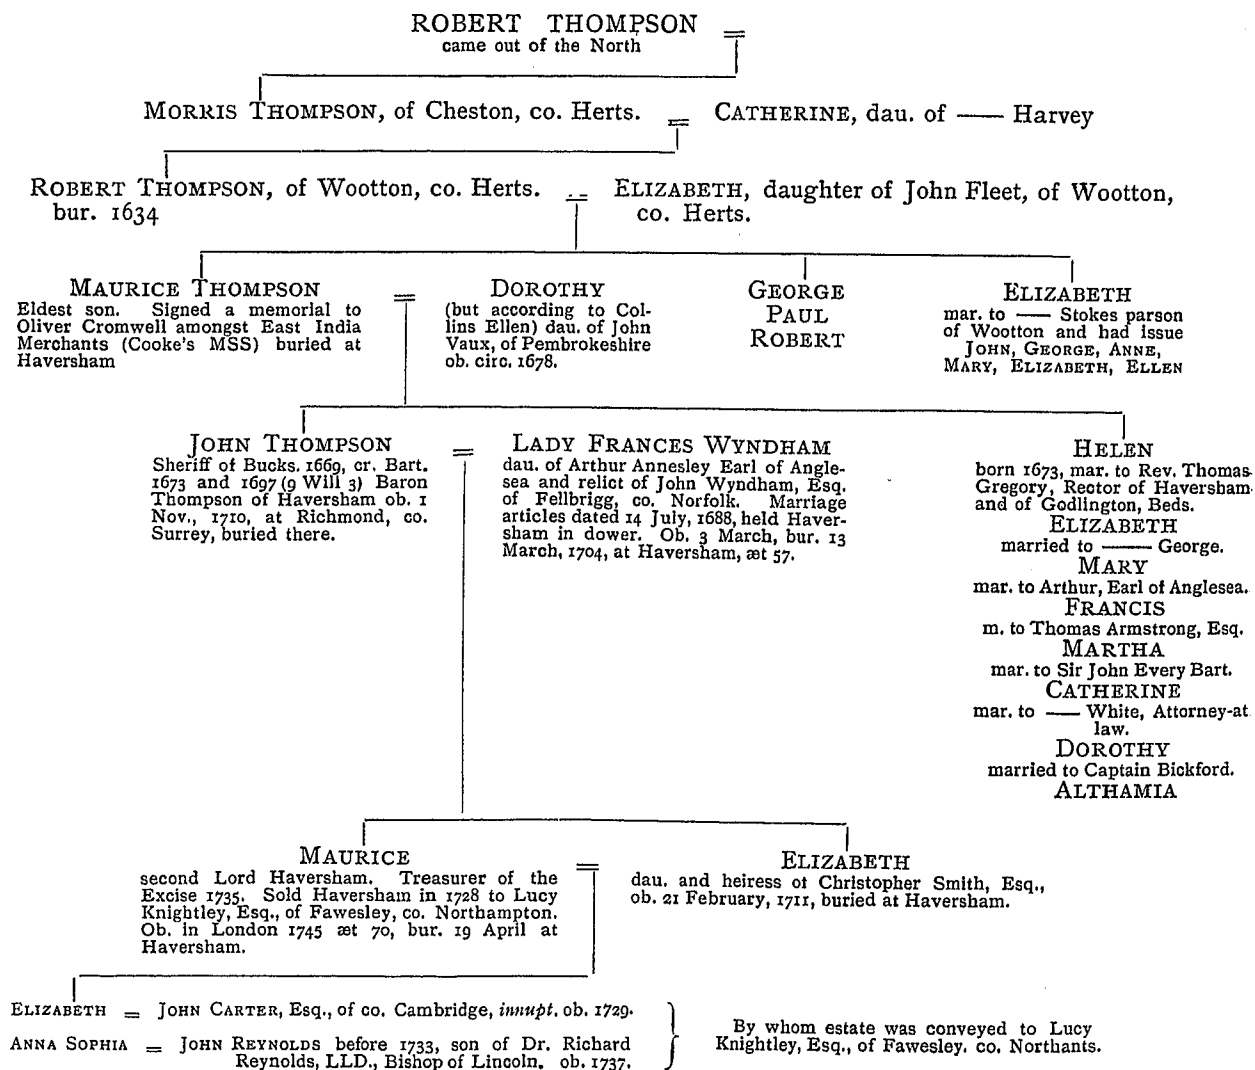 ROBERT THOMPSON =
came out of the North
MORRIS THOMPSON, of Cheston, co. Herts. = CATHERINE, dau. of —— Harvey
ROBERT THOMPSON, of Wootton, co. Herts. = ELIZABETH, daughter of John Fleet, of Wootton,
bur. 1634
co. Herts.
MAURICE THOMPSON =
Eldest son. Signed a memorial to
Oliver Cromwell amongst East India
Merchants (Cooke's MSS) buried at
Haversham
DOROTHY
(but according to Col-
lins Ellen) dau. of John
Vaux, of Pembrokeshire
ob. circ. 1678.
GEORGE
PAUL
ROBERT
ELIZABETH
mar. to —— Stokes parson
of Wootton and had issue
JOHN, GEORGE, ANNE,
MARY, ELIZABETH, ELLEN
JOHN THOMPSON =
Sheriff of Bucks. 1669, cr. Bart.
1673 and 1697 (9 Will 3) Baron
Thompson of Haversham ob. 1
Nov., 1710, at Richmond, co.
Surrey, buried there.
LADY FRANCES WYNDHAM
dau. of Arthur Annesley Earl of Angle-
sea and relict of John Wyndham, Esq.
of Fellbrigg, co. Norfolk. Marriage
articles dated 14 July, 1688, held Haver-
sham in dower. Ob. 3 March, bur. 13
March, 1704, at Haversham, æt 57.
HELEN
born 1673, mar. to Rev. Thomas
Gregory, Rector of Haversham
and of Godlington, Beds.
ELIZABETH
married to —— George.
MARY
mar. to Arthur, Earl of Anglesea.
FRANCIS
m. to Thomas Armstrong, Esq.
MARTHA
mar. to Sir John Every Bart.
CATHERINE
mar. to —— White, Attorney-at
law.
DOROTHY
married to Captain Bickford.
ALTHAMIA
MAURICE =
second Lord Haversham. Treasurer of the
Excise 1735. Sold Haversham in 1728 to Lucy
Knightley, Esq., of Fawesley, co. Northampton.
Ob. in London 1745 æt 70, bur. 19 April at
Haversham.
ELIZABETH
dau. and heiress of Christopher Smith, Esq.,
ob. 21 February, 1711, buried at Haversham.
ELIZABETH = JOHN CARTER, Esq., of co. Cambridge, innupt. ob. 1729.
ANNA SOPHIA = JOHN REYNOLDS before 1733, son of Dr. Richard
Reynolds, LLD., Bishop of Lincoln. ob. 1737.
By whom estate was conveyed to Lucy
Knightley, Esq., of Fawesley. co. Northants.